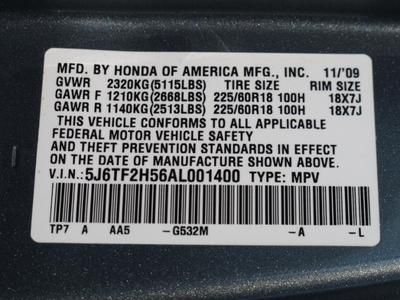 MFD. BY HONDA OF AMERICA MFG., INC. 11/'09
GVWR 2320KG(5115LBS) TIRE SIZE RIM SIZE
GAWR F 1210KG(2668LBS) 225/60R18 100H 18X7J
GAWR R 1140KG(2513LBS) 225/60R18 100H 18X7J
THIS VEHICLE CONFORMS TO ALL APPLICABLE
FEDERAL MOTOR VEHICLE SAFETY
AND THEFT PREVENTION STANDARDS IN EFFECT
ON THE DATE OF MANUFACTURE SHOWN ABOVE.
V.I.N.: 5J6TF2H56AL001400 TYPE: MPV
TP7 A AA5 -G532M -A -L